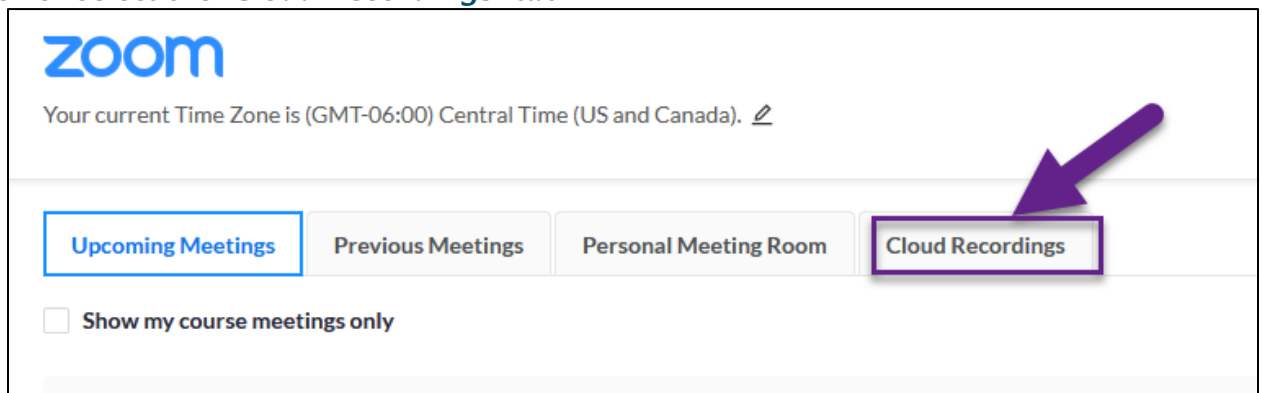 zoom
Your current Time Zone is (GMT-06:00) Central Time (US and Canada).
Upcoming Meetings Previous Meetings Personal Meeting Room Cloud Recordings
Show my course meetings only